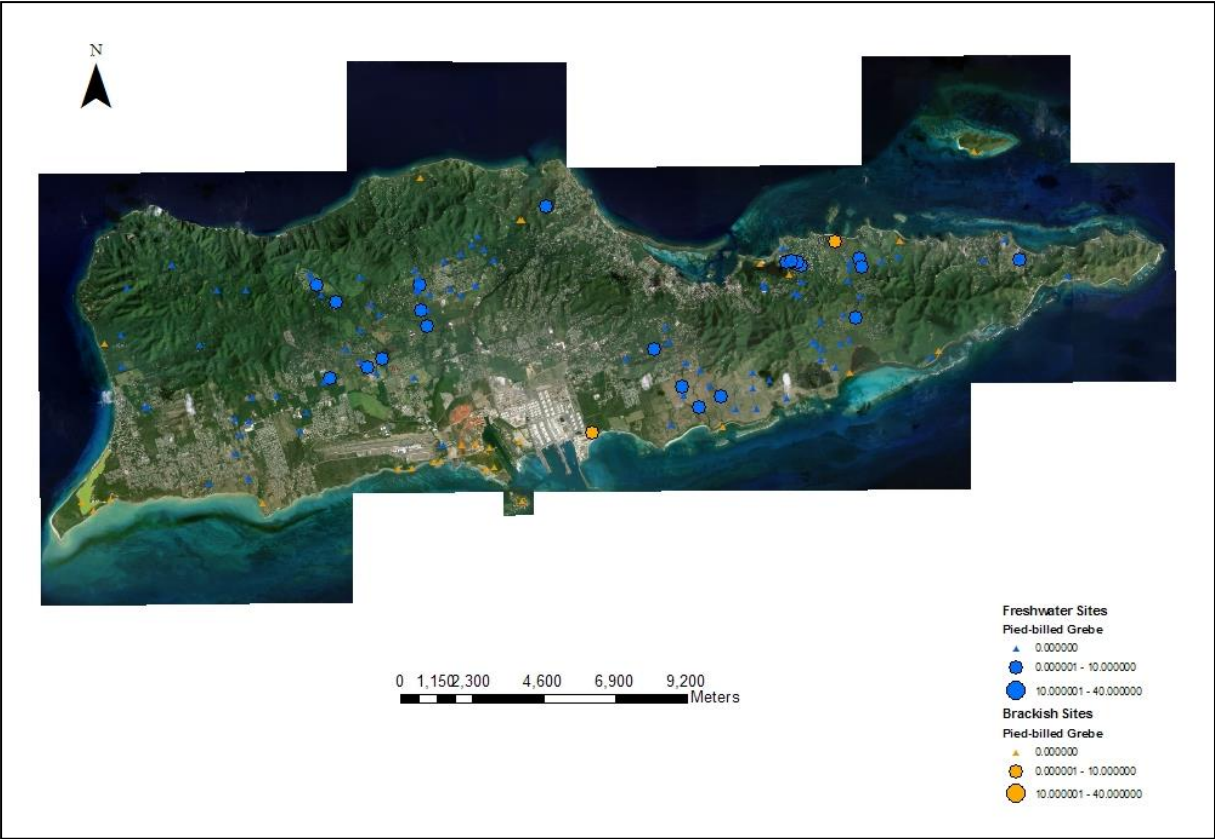 N
0 1,150 2,300 4,600 6,900 9,200
Meters
Freshwater Sites
Pied-billed Grebe
0.000000
0.000001 - 10.000000
10.000001 - 40.000000
Brackish Sites
Pied-billed Grebe
0.000000
0.000001 - 10.000000
10.000001 - 40.000000